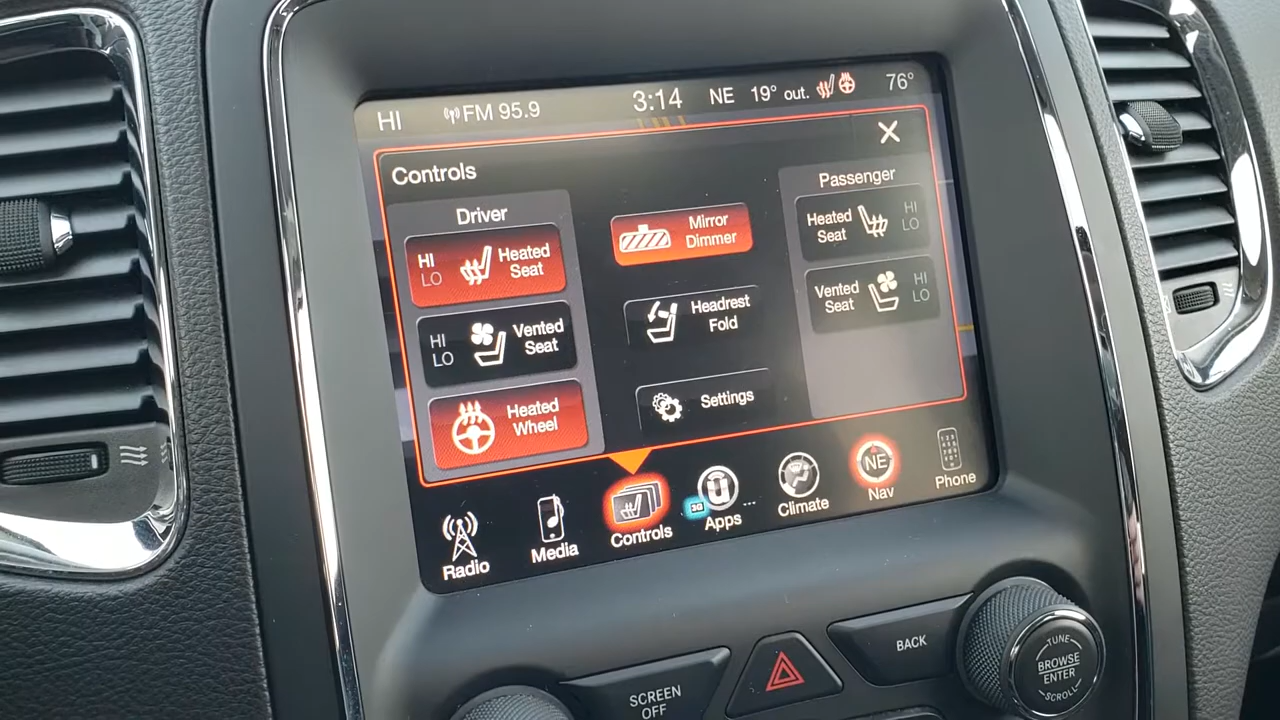 HI FM 95.9 3:14 NE 19° out. 76°
Controls
Driver
HI
LO
Heated
Seat
HI
LO
Vented
Seat
Heated
Wheel
Mirror
Dimmer
Headrest
Fold
Settings
Passenger
Heated
Seat
HI
LO
Vented
Seat
HI
LO
Radio
Media
Controls
3G
Apps
...
Climate
NE
Nav
Phone
SCREEN
OFF
BACK
TUNE
BROWSE
ENTER
SCROLL